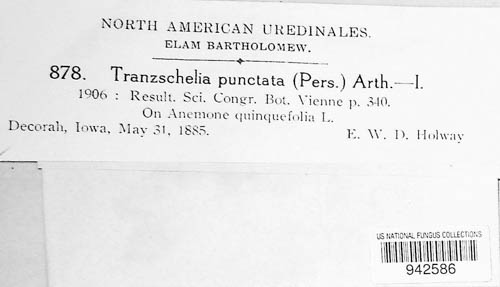 NORTH AMERICAN UREDINALES.
ELAM BARTHOLOMEW.
878. Tranzschelia punctata (Pers.) Arth.—I.
1906 : Result. Sci. Congr. Bot. Vienne p. 340.
On Anemone quinquefolia L.
Decorah, Iowa, May 31, 1885. E. W. D. Holway
US NATIONAL FUNGUS COLLECTIONS
942586